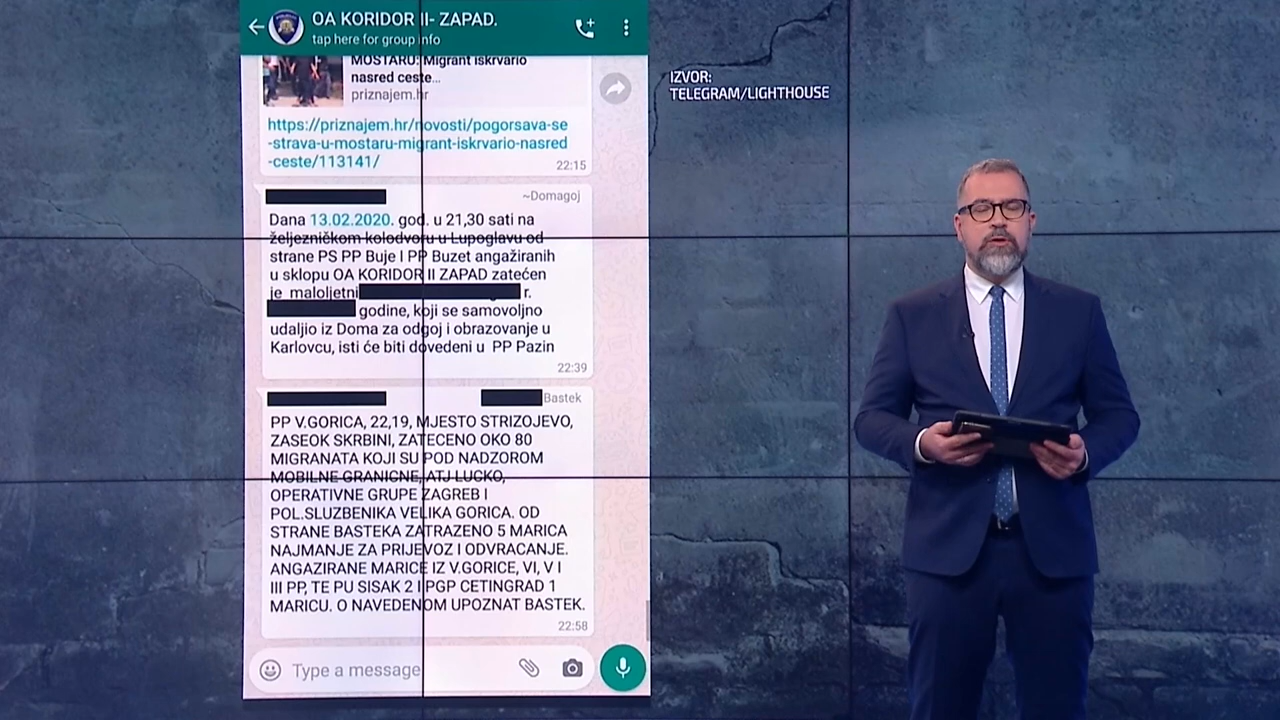 OA KORIDOR II- ZAPAD.
tap here for group info
IZVOR:
TELEGRAM/LIGHTHOUSE
MOSTARU: Migrant iskrvario
nasred ceste...
priznajem.hr
https://priznajem.hr/novosti/pogorsava-se
-strava-u-mostaru-migrant-iskrvario-nasred
-ceste/113141/
22:15
~Domagoj
Dana 13.02.2020. god. u 21,30 sati na
željezničkom kolodvoru u Lupoglavu od
strane PS PP Buje I PP Buzet angažiranih
u sklopu OA KORIDOR II ZAPAD zatečen
je maloljetni r.
godine, koji se samovoljno
udaljio iz Doma za odgoj i obrazovanje u
Karlovcu, isti će biti dovedeni u PP Pazin
22:39
Bastek
PP V.GORICA, 22,19, MJESTO STRIZOJEVO,
ZASEOK SKRBINI, ZATECENO OKO 80
MIGRANATA KOJI SU POD NADZOROM
MOBILNE GRANICNE, ATJ LUCKO,
OPERATIVNE GRUPE ZAGREB I
POL.SLUZBENIKA VELIKA GORICA. OD
STRANE BASTEKA ZATRAZENO 5 MARICA
NAJMANJE ZA PRIJEVOZ I ODVRACANJE.
ANGAZIRANE MARICE IZ V.GORICE, VI, V I
III PP, TE PU SISAK 2 I PGP CETINGRAD 1
MARICU. O NAVEDENOM UPOZNAT BASTEK.
22:58
Type a message